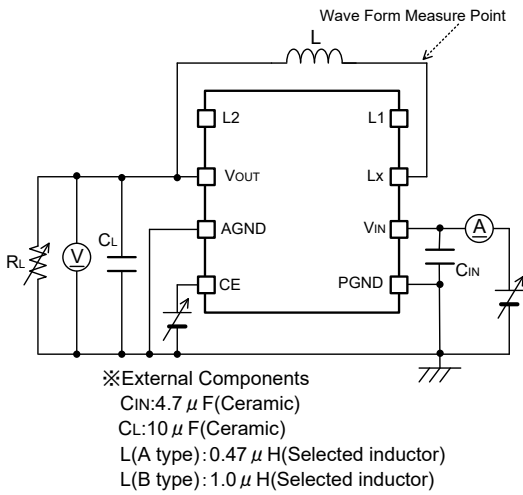 Wave Form Measure Point
L
L2
L1
VOUT
Lx
AGND
VIN
A
CL
V
RL
CIN
CE
PGND
※External Components
CIN:4.7μF(Ceramic)
CL:10μF(Ceramic)
L(A type):0.47μH(Selected inductor)
L(B type):1.0μH(Selected inductor)